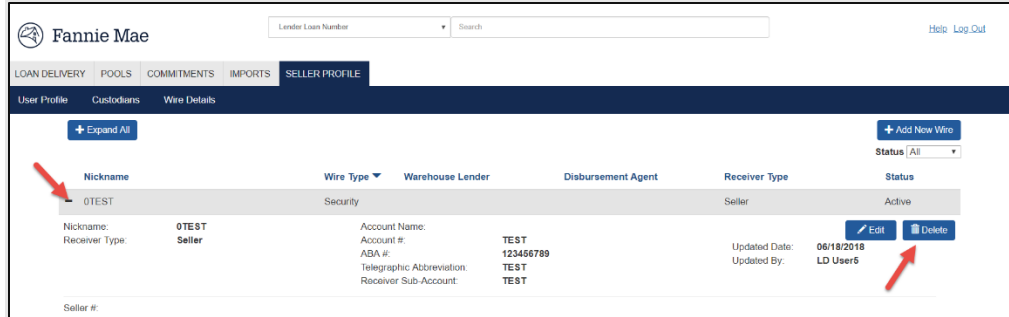 Fannie Mae
Lender Loan Number Search
Help Log Out
LOAN DELIVERY POOLS COMMITMENTS IMPORTS SELLER PROFILE
User Profile Custodians Wire Details
+ Expand All + Add New Wire
Status All
Nickname Wire Type Warehouse Lender Disbursement Agent Receiver Type Status
0TEST Security Seller Active
Nickname: 0TEST Account Name: Edit Delete
Receiver Type: Seller Account #: TEST Updated Date: 06/18/2018
ABA #: 123456789 Updated By: LD User5
Telegraphic Abbreviation: TEST
Receiver Sub-Account: TEST
Seller #: